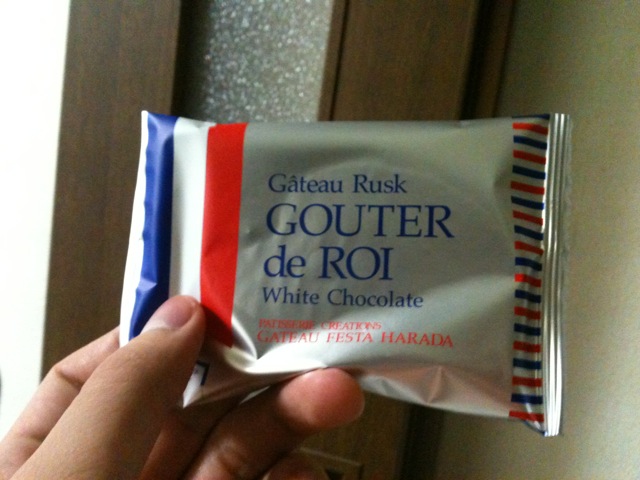 Gâteau Rusk
GOUTER
de ROI
White Chocolate
PATISSERIE CREATIONS
GATEAU FESTA HARADA